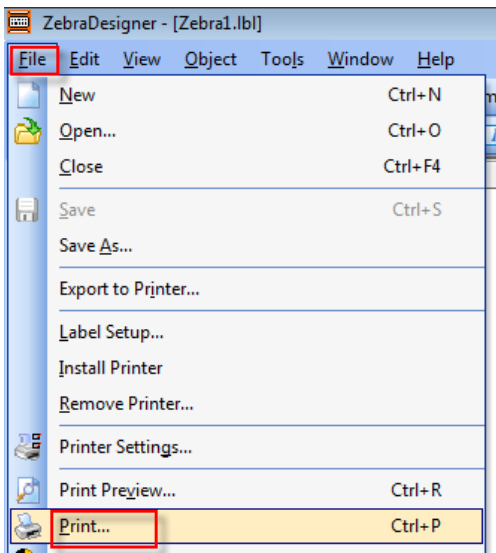 ZebraDesigner - [Zebra1.lbl]
File Edit View Object Tools Window Help
New Ctrl+N
Open... Ctrl+O
Close Ctrl+F4
Save Ctrl+S
Save As...
Export to Printer...
Label Setup...
Install Printer
Remove Printer...
Printer Settings...
Print Preview... Ctrl+R
Print... Ctrl+P